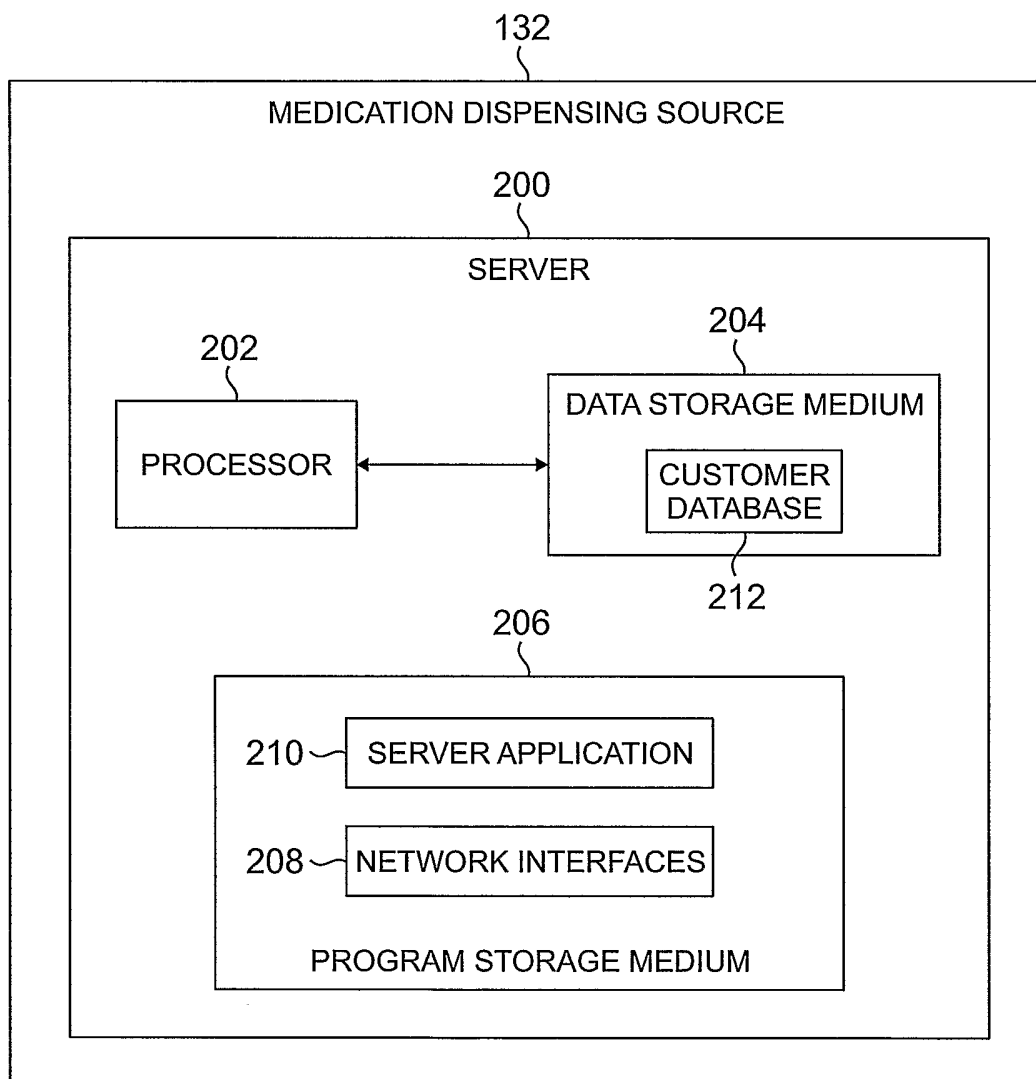 132
MEDICATION DISPENSING SOURCE
200
SERVER
202
PROCESSOR
204
DATA STORAGE MEDIUM
CUSTOMER
DATABASE
212
206
210 SERVER APPLICATION
208 NETWORK INTERFACES
PROGRAM STORAGE MEDIUM